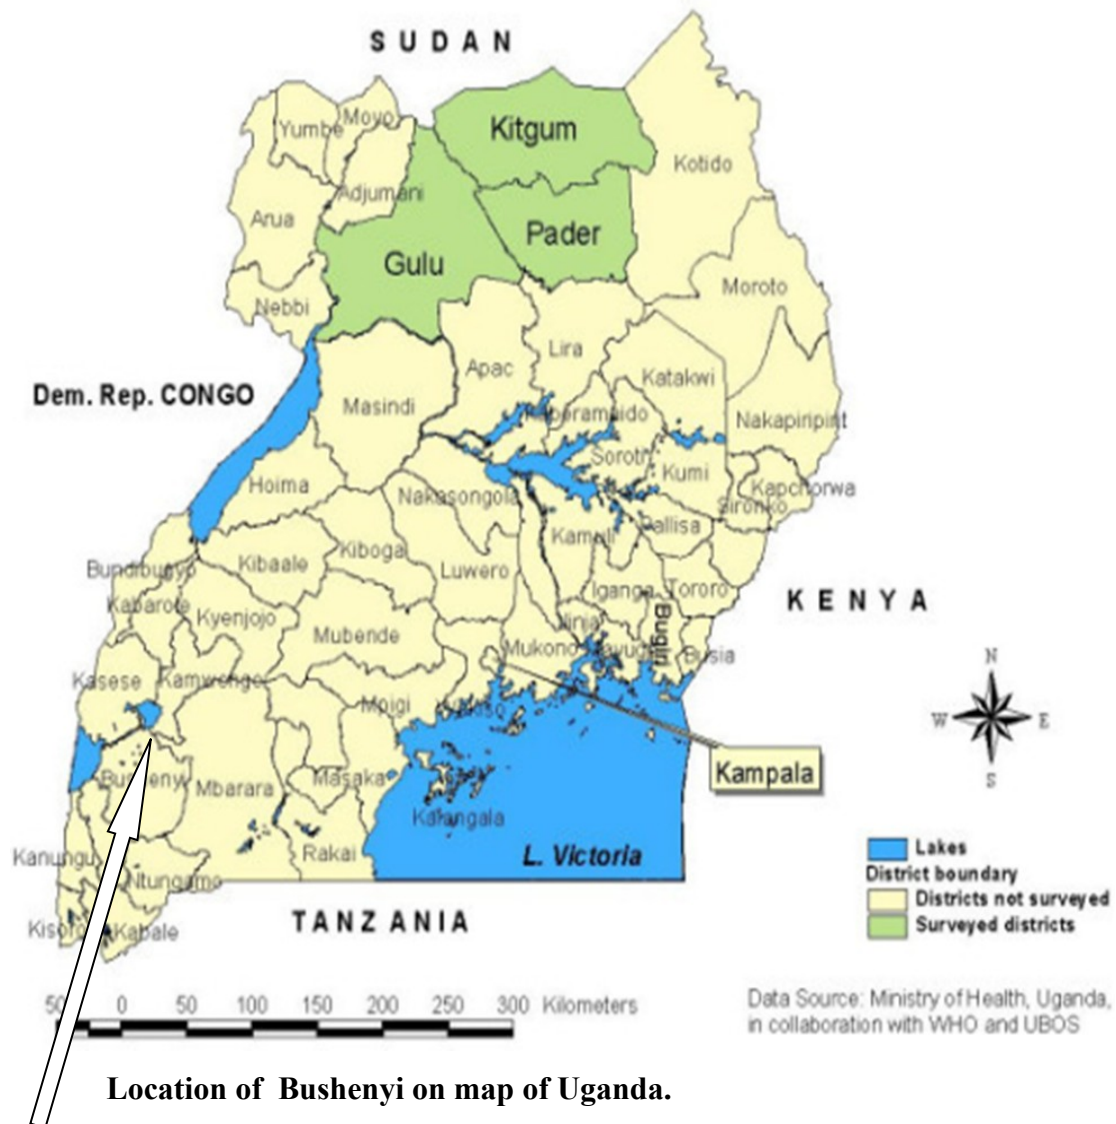 SUDAN
Moyo
Yumbe
Kitgum
Kotido
Adjumani
Arua
Pader
Gulu
Moroto
Nebbi
Lira
Apac
Katakwi
Dem. Rep. CONGO
Masindi
Kaberamaido
Nakapiripirit
Soroti
Kumi
Hoima
Nakasongola
Kapchorwa
Sironko
Pallisa
Kamuli
Kiboga
Kibaale
Bundibugyo
Luwero
Iganga
Tororo
KENYA
Kabarole
Kyenjojo
Jinja
Bugiri
Mubende
Mukono
Busia
N
Kasese
Kamwenge
Mpigi
W
E
S
Kampala
Bushenyi
Mbarara
Masaka
Kalangala
Kanungu
Rakai
L. Victoria
Lakes
District boundary
Ntungamo
Districts not surveyed
Surveyed districts
TANZANIA
Kisoro
Kabale
50 0 50 100 150 200 250 300 Kilometers
Data Source: Ministry of Health, Uganda,
in collaboration with WHO and UBOS
Location of Bushenyi on map of Uganda.